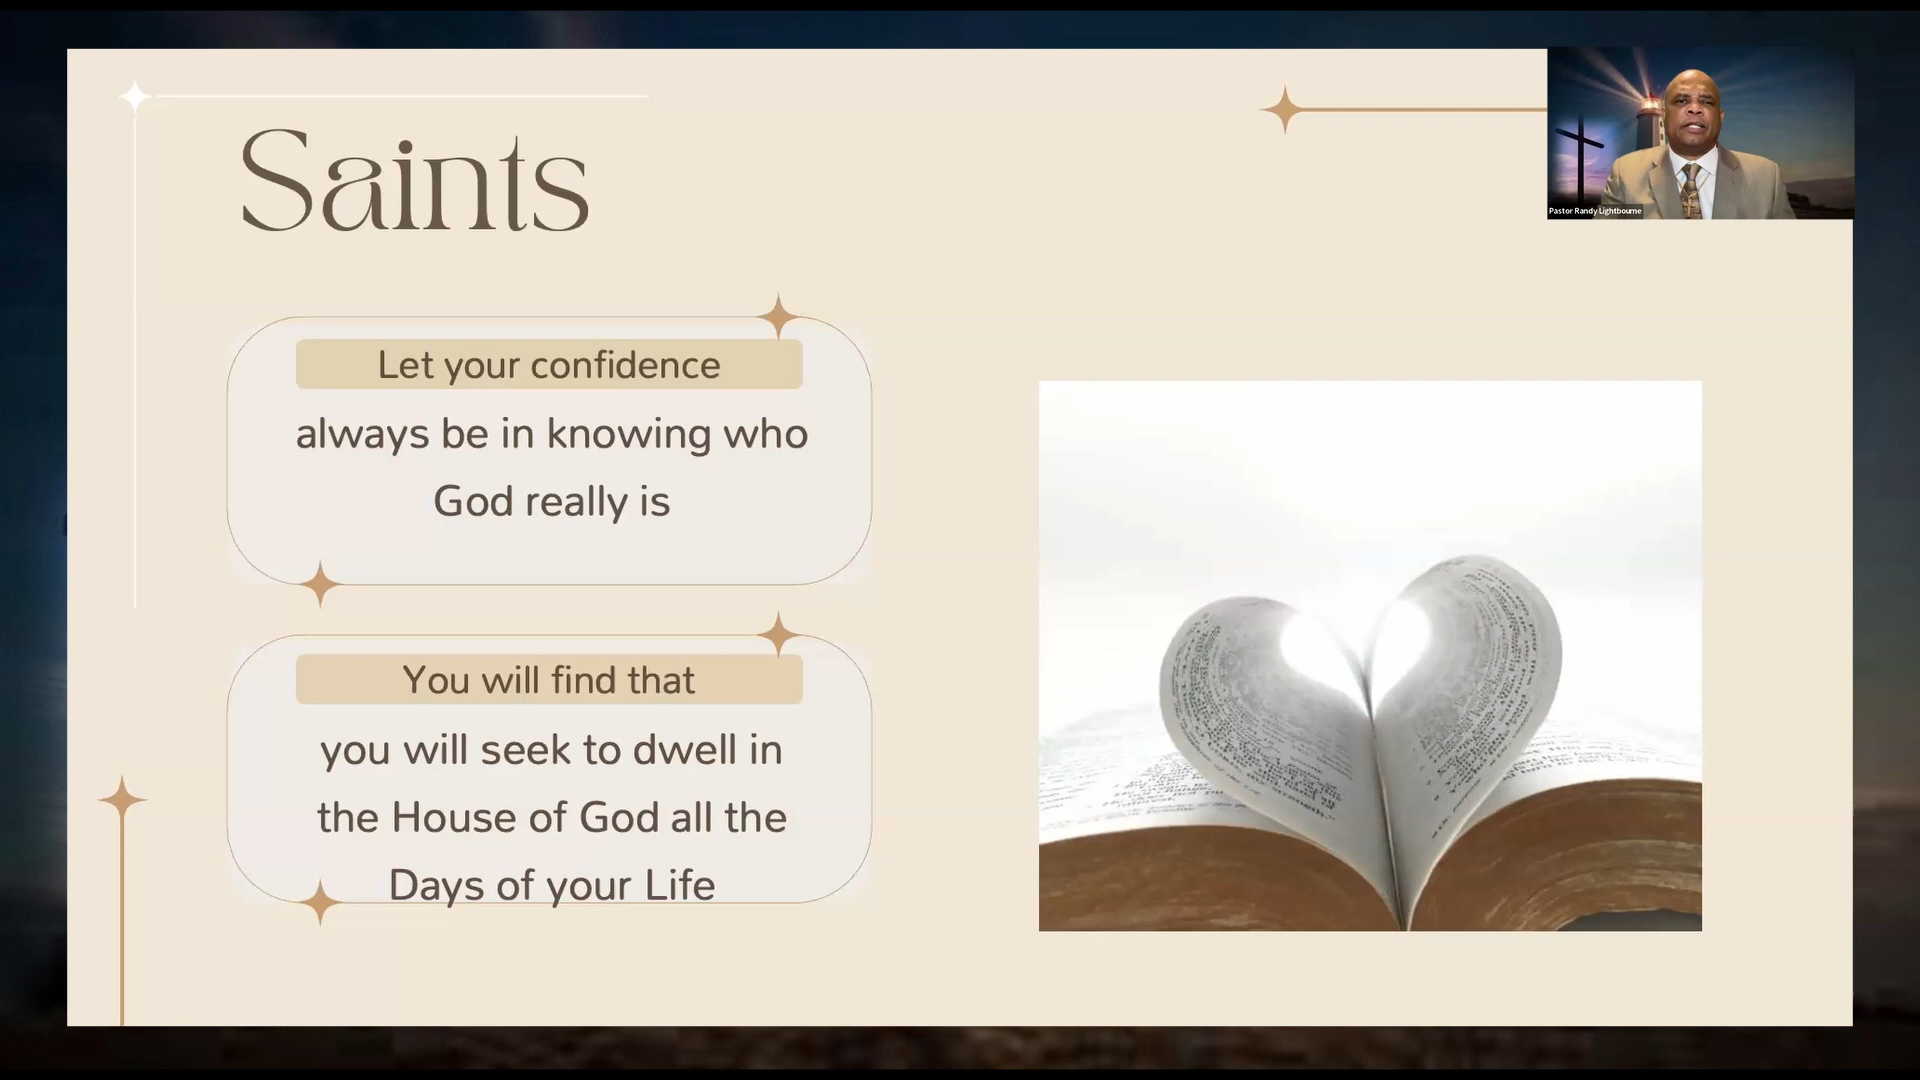 Saints
Let your confidence
always be in knowing who
God really is
You will find that
you will seek to dwell in
the House of God all the
Days of your Life
Pastor Randy Lightbourne